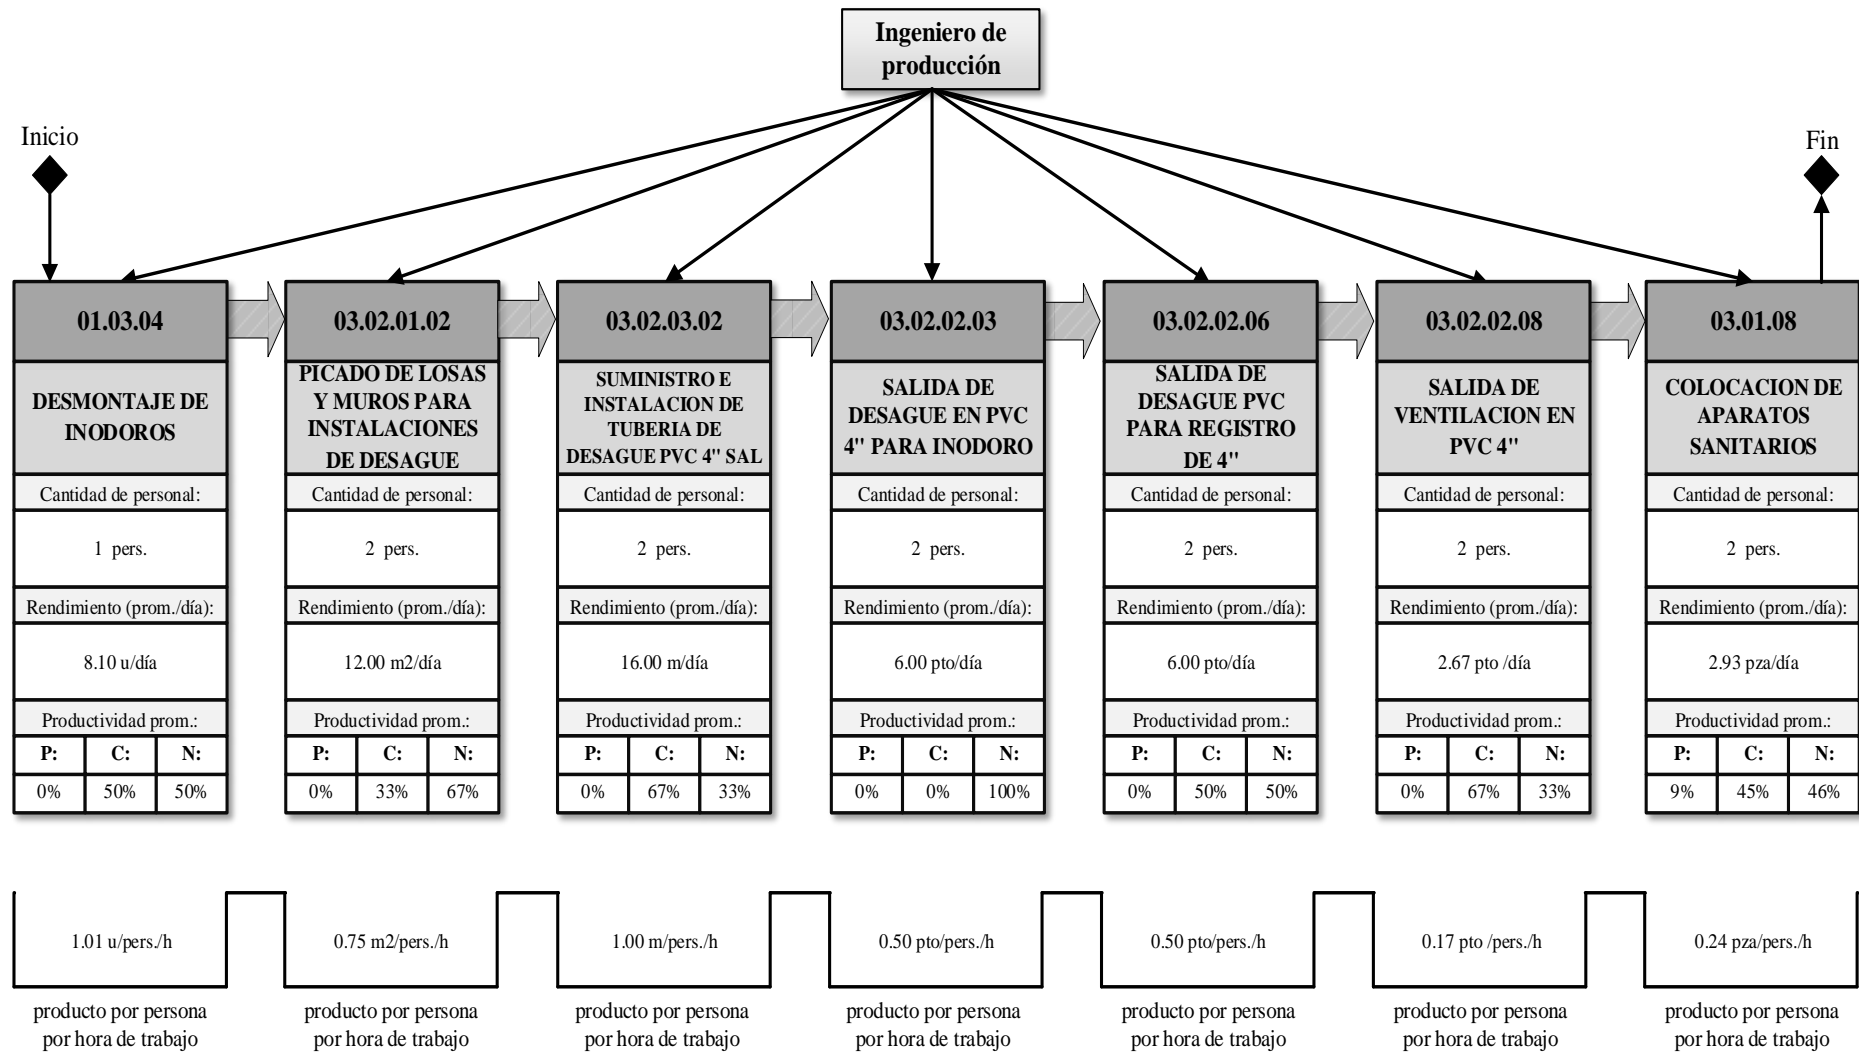 Ingeniero de
producción
Inicio
Fin
01.03.04
DESMONTAJE DE
INODOROS
Cantidad de personal:
1 pers.
Rendimiento (prom./día):
8.10 u/día
Productividad prom.:
P: C: N:
0% 50% 50%
03.02.01.02
PICADO DE LOSAS
Y MUROS PARA
INSTALACIONES
DE DESAGUE
Cantidad de personal:
2 pers.
Rendimiento (prom./día):
12.00 m2/día
Productividad prom.:
P: C: N:
0% 33% 67%
03.02.03.02
SUMINISTRO E
INSTALACION DE
TUBERIA DE
DESAGUE PVC 4" SAL
Cantidad de personal:
2 pers.
Rendimiento (prom./día):
16.00 m/día
Productividad prom.:
P: C: N:
0% 67% 33%
03.02.02.03
SALIDA DE
DESAGUE EN PVC
4" PARA INODORO
Cantidad de personal:
2 pers.
Rendimiento (prom./día):
6.00 pto/día
Productividad prom.:
P: C: N:
0% 0% 100%
03.02.02.06
SALIDA DE
DESAGUE PVC
PARA REGISTRO
DE 4"
Cantidad de personal:
2 pers.
Rendimiento (prom./día):
6.00 pto/día
Productividad prom.:
P: C: N:
0% 50% 50%
03.02.02.08
SALIDA DE
VENTILACION EN
PVC 4"
Cantidad de personal:
2 pers.
Rendimiento (prom./día):
2.67 pto /día
Productividad prom.:
P: C: N:
0% 67% 33%
03.01.08
COLOCACION DE
APARATOS
SANITARIOS
Cantidad de personal:
2 pers.
Rendimiento (prom./día):
2.93 pza/día
Productividad prom.:
P: C: N:
9% 45% 46%
1.01 u/pers./h
producto por persona
por hora de trabajo
0.75 m2/pers./h
producto por persona
por hora de trabajo
1.00 m/pers./h
producto por persona
por hora de trabajo
0.50 pto/pers./h
producto por persona
por hora de trabajo
0.50 pto/pers./h
producto por persona
por hora de trabajo
0.17 pto /pers./h
producto por persona
por hora de trabajo
0.24 pza/pers./h
producto por persona
por hora de trabajo